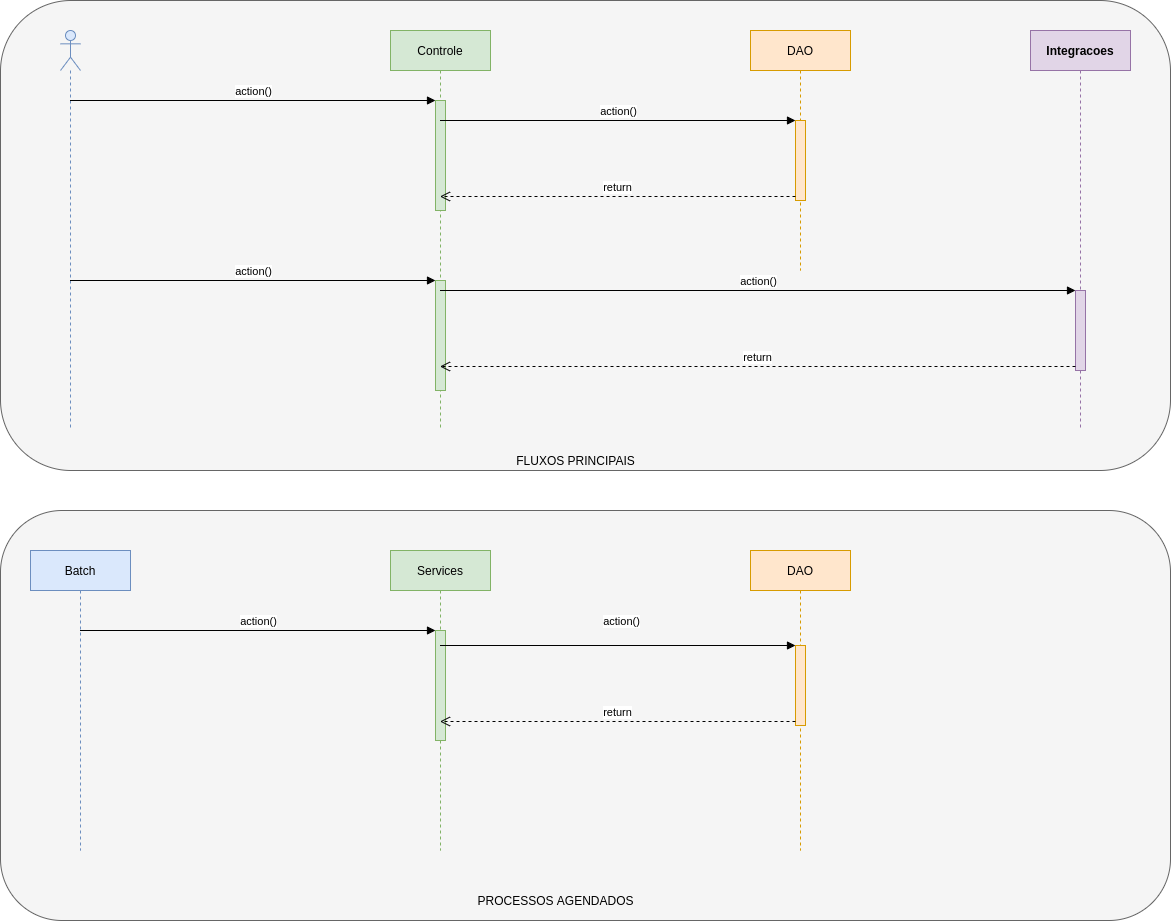 Controle
DAO
Integracoes
action()
action()
return
action()
action()
return
FLUXOS PRINCIPAIS
Batch
Services
DAO
action()
action()
return
PROCESSOS AGENDADOS